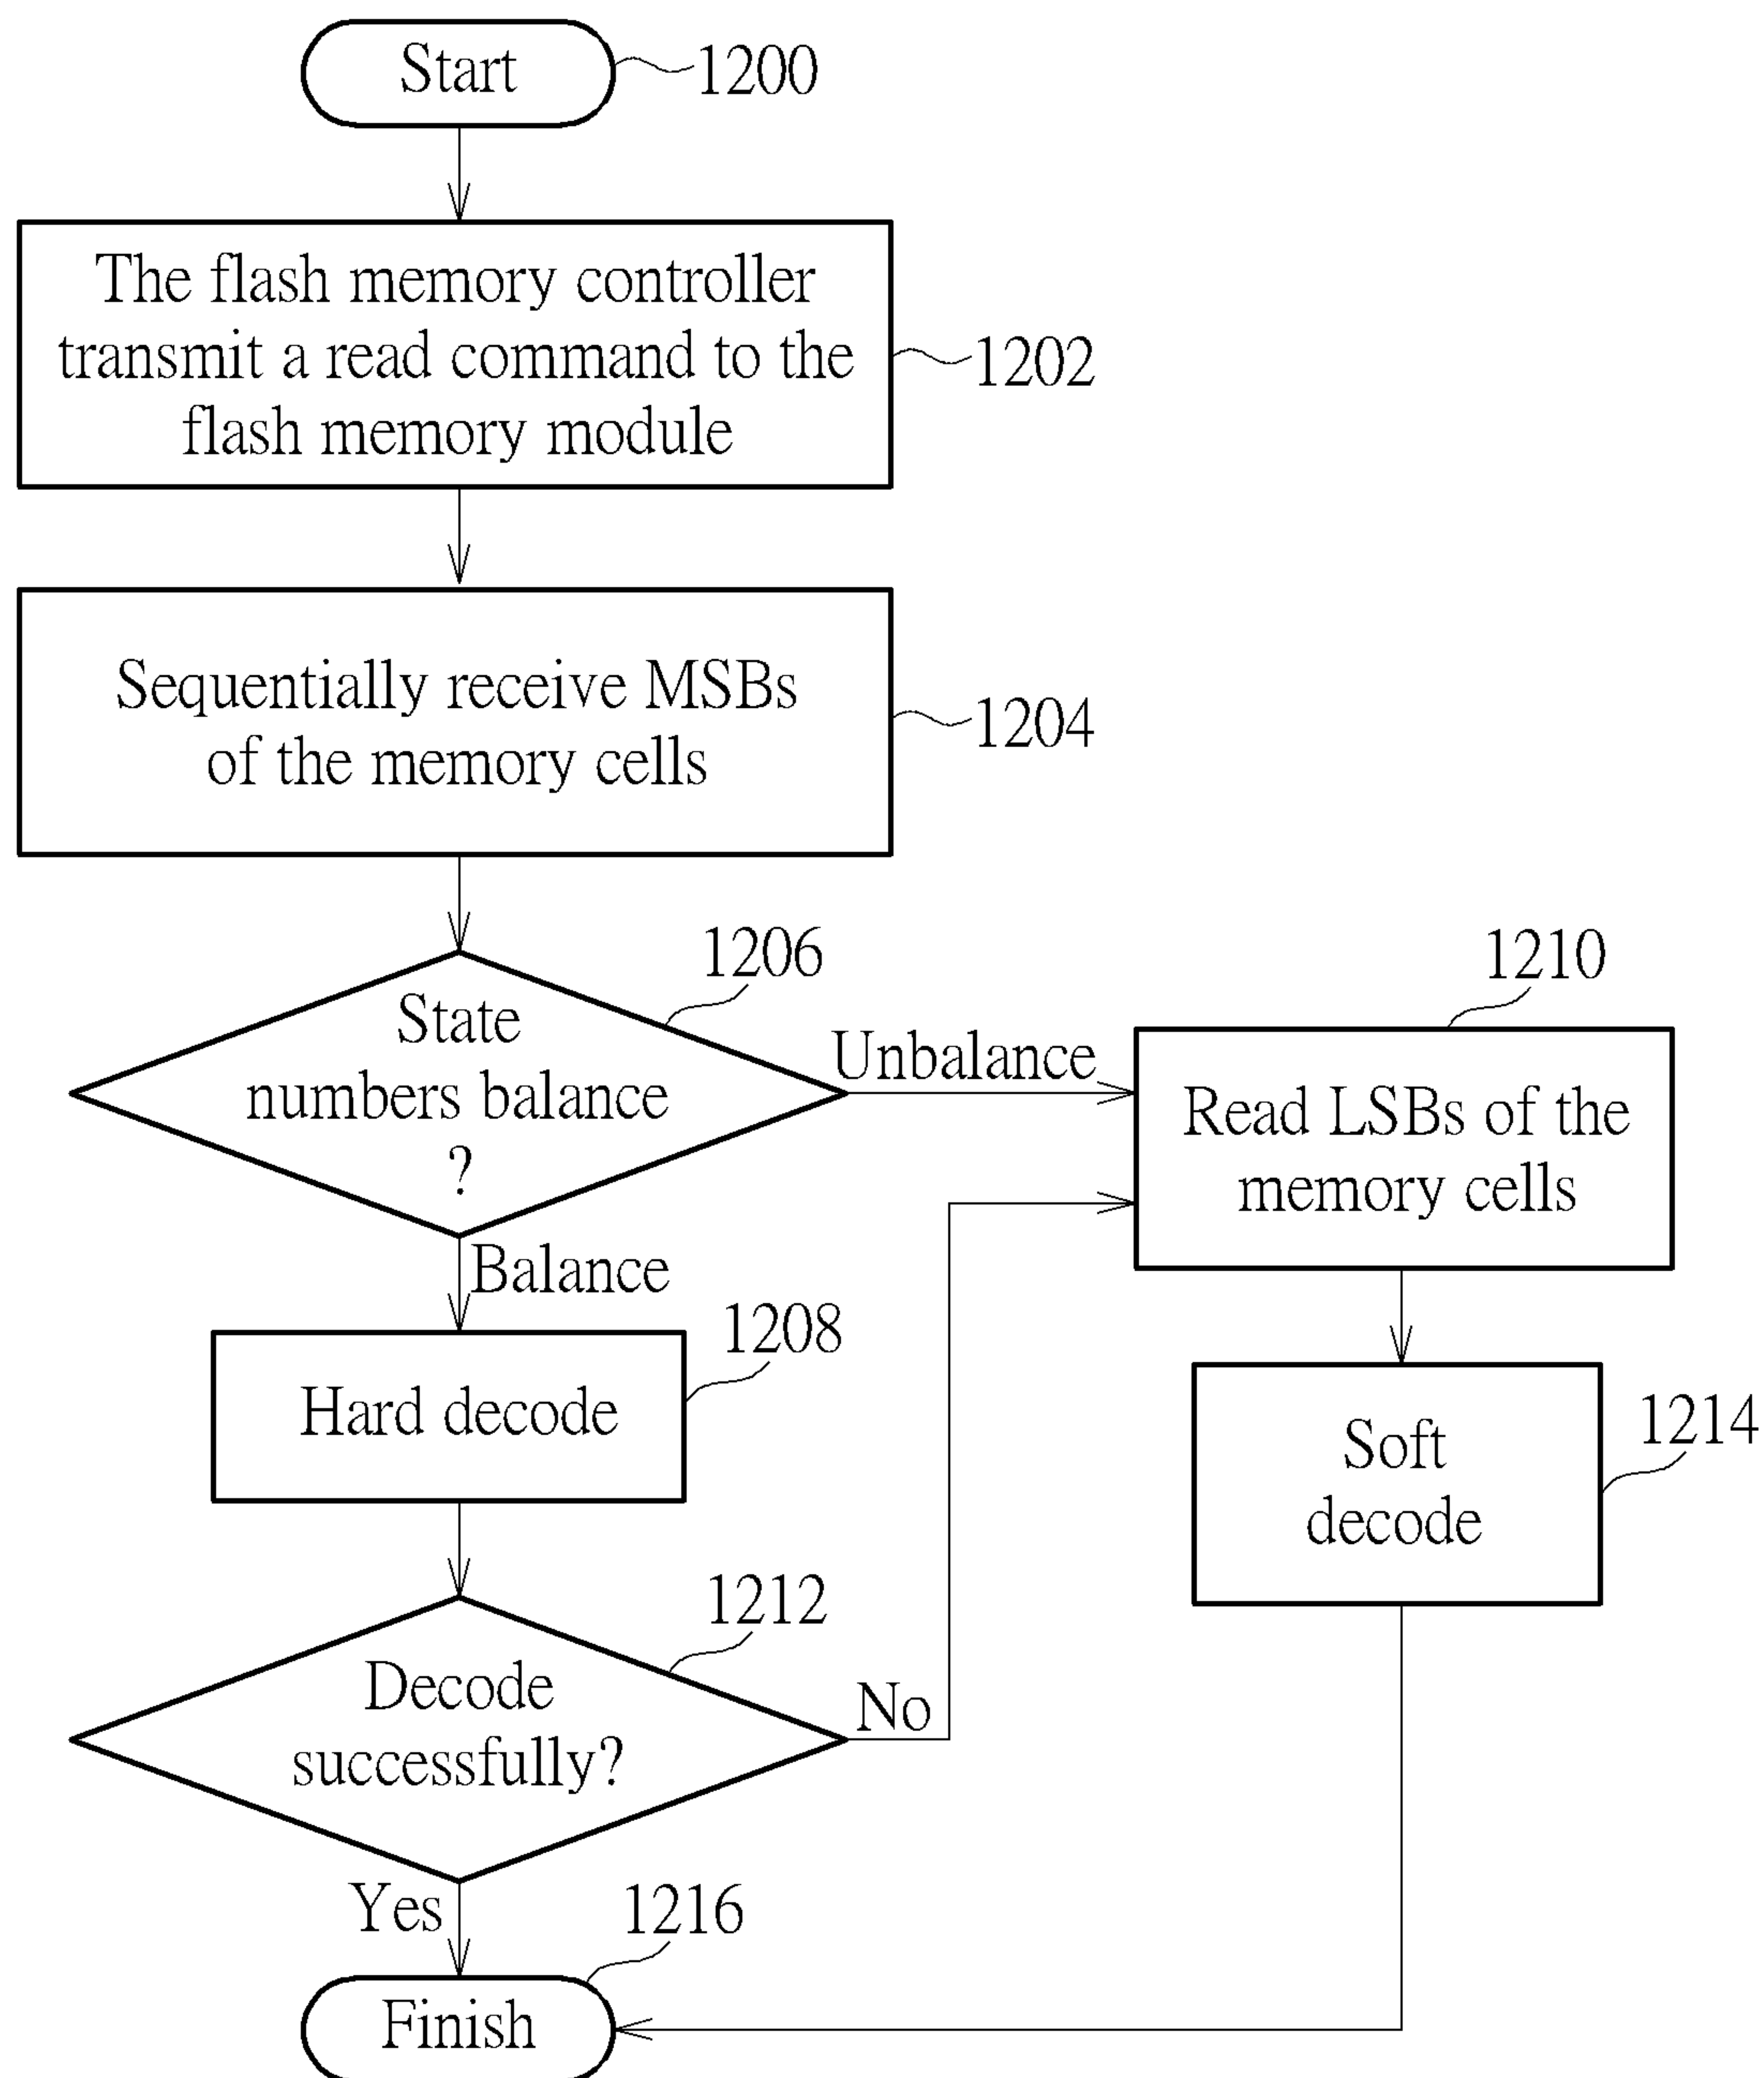 Start
1200
The flash memory controller
transmit a read command to the
flash memory module
1202
Sequentially receive MSBs
of the memory cells
1204
1206
State
numbers balance
?
Unbalance
1210
Read LSBs of the
memory cells
Balance
1208
Hard decode
1214
Soft
decode
1212
Decode
successfully?
No
Yes
1216
Finish